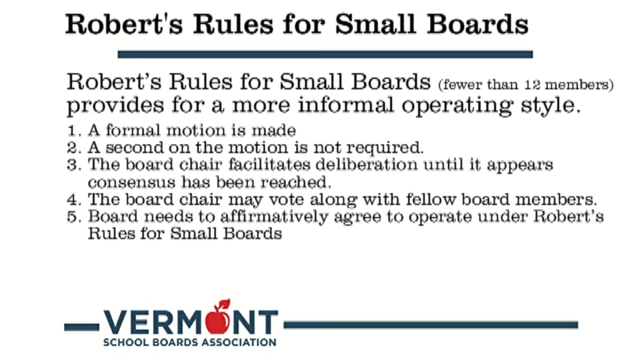 Robert's Rules for Small Boards
Robert's Rules for Small Boards (fewer than 12 members)
provides for a more informal operating style.
1. A formal motion is made
2. A second on the motion is not required.
3. The board chair facilitates deliberation until it appears
consensus has been reached.
4. The board chair may vote along with fellow board members.
5. Board needs to affirmatively agree to operate under Robert's
Rules for Small Boards
VERMONT
SCHOOL BOARDS ASSOCIATION